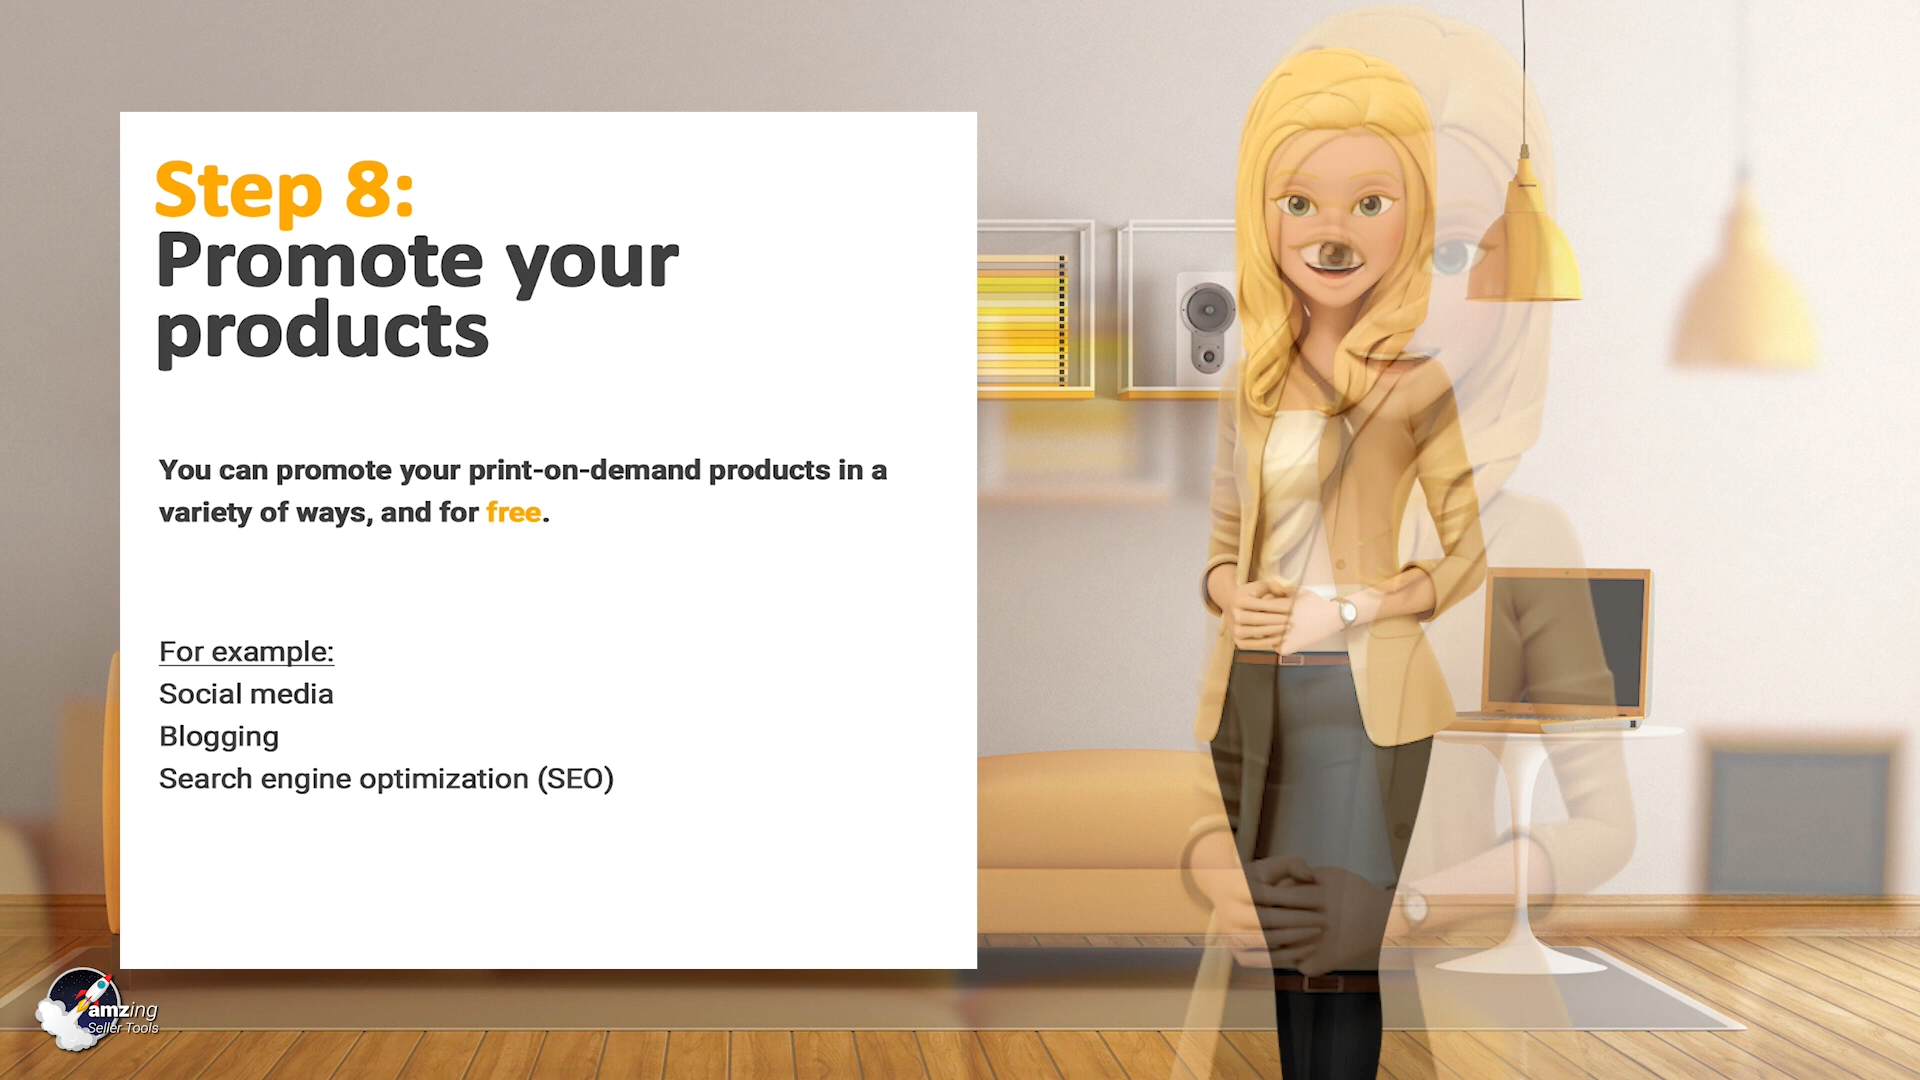 Step 8:
Promote your
products
You can promote your print-on-demand products in a
variety of ways, and for free.
For example:
Social media
Blogging
Search engine optimization (SEO)
amzing
Seller Tools